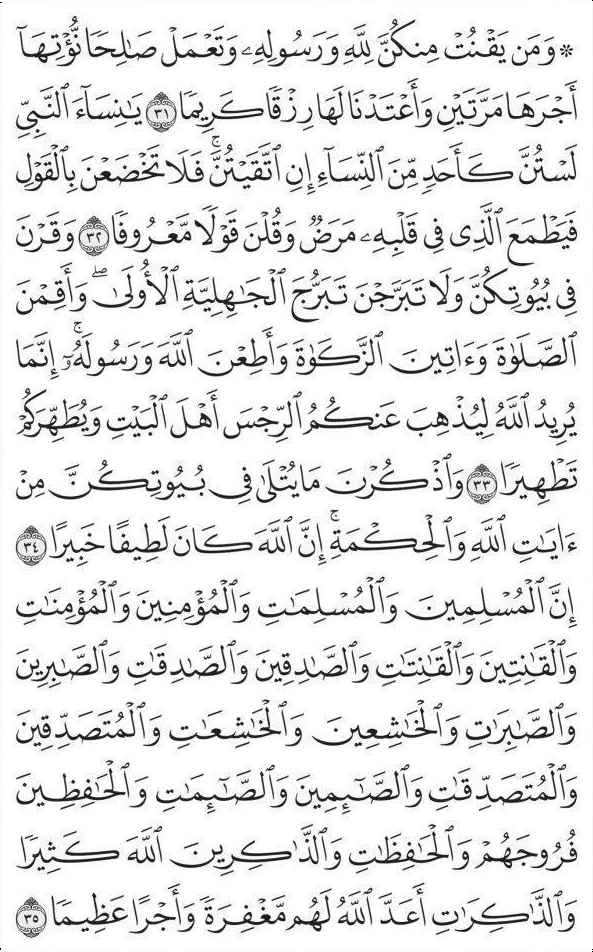 ۞ وَمَن يَقْنُتْ مِنكُنَّ لِلَّهِ وَرَسُولِهِۦ وَتَعْمَلْ صَٰلِحًا نُّؤْتِهَآ
أَجْرَهَا مَرَّتَيْنِ وَأَعْتَدْنَا لَهَا رِزْقًا كَرِيمًا ٣١ يَٰنِسَآءَ ٱلنَّبِيِّ
لَسْتُنَّ كَأَحَدٍ مِّنَ ٱلنِّسَآءِ إِنِ ٱتَّقَيْتُنَّۚ فَلَا تَخْضَعْنَ بِٱلْقَوْلِ
فَيَطْمَعَ ٱلَّذِى فِى قَلْبِهِۦ مَرَضٌ وَقُلْنَ قَوْلًا مَّعْرُوفًا ٣٢ وَقَرْنَ
فِى بُيُوتِكُنَّ وَلَا تَبَرَّجْنَ تَبَرُّجَ ٱلْجَٰهِلِيَّةِ ٱلْأُولَىٰۖ وَأَقِمْنَ
ٱلصَّلَوٰةَ وَءَاتِينَ ٱلزَّكَوٰةَ وَأَطِعْنَ ٱللَّهَ وَرَسُولَهُۥٓۚ إِنَّمَا
يُرِيدُ ٱللَّهُ لِيُذْهِبَ عَنكُمُ ٱلرِّجْسَ أَهْلَ ٱلْبَيْتِ وَيُطَهِّرَكُمْ
تَطْهِيرًا ٣٣ وَٱذْكُرْنَ مَا يُتْلَىٰ فِى بُيُوتِكُنَّ مِنْ
ءَايَٰتِ ٱللَّهِ وَٱلْحِكْمَةِۚ إِنَّ ٱللَّهَ كَانَ لَطِيفًا خَبِيرًا ٣٤
إِنَّ ٱلْمُسْلِمِينَ وَٱلْمُسْلِمَٰتِ وَٱلْمُؤْمِنِينَ وَٱلْمُؤْمِنَٰتِ
وَٱلْقَٰنِتِينَ وَٱلْقَٰنِتَٰتِ وَٱلصَّٰدِقِينَ وَٱلصَّٰدِقَٰتِ وَٱلصَّٰبِرِينَ
وَٱلصَّٰبِرَٰتِ وَٱلْخَٰشِعِينَ وَٱلْخَٰشِعَٰتِ وَٱلْمُتَصَدِّقِينَ
وَٱلْمُتَصَدِّقَٰتِ وَٱلصَّٰٓئِمِينَ وَٱلصَّٰٓئِمَٰتِ وَٱلْحَٰفِظِينَ
فُرُوجَهُمْ وَٱلْحَٰفِظَٰتِ وَٱلذَّٰكِرِينَ ٱللَّهَ كَثِيرًا
وَٱلذَّٰكِرَٰتِ أَعَدَّ ٱللَّهُ لَهُم مَّغْفِرَةً وَأَجْرًا عَظِيمًا ٣٥